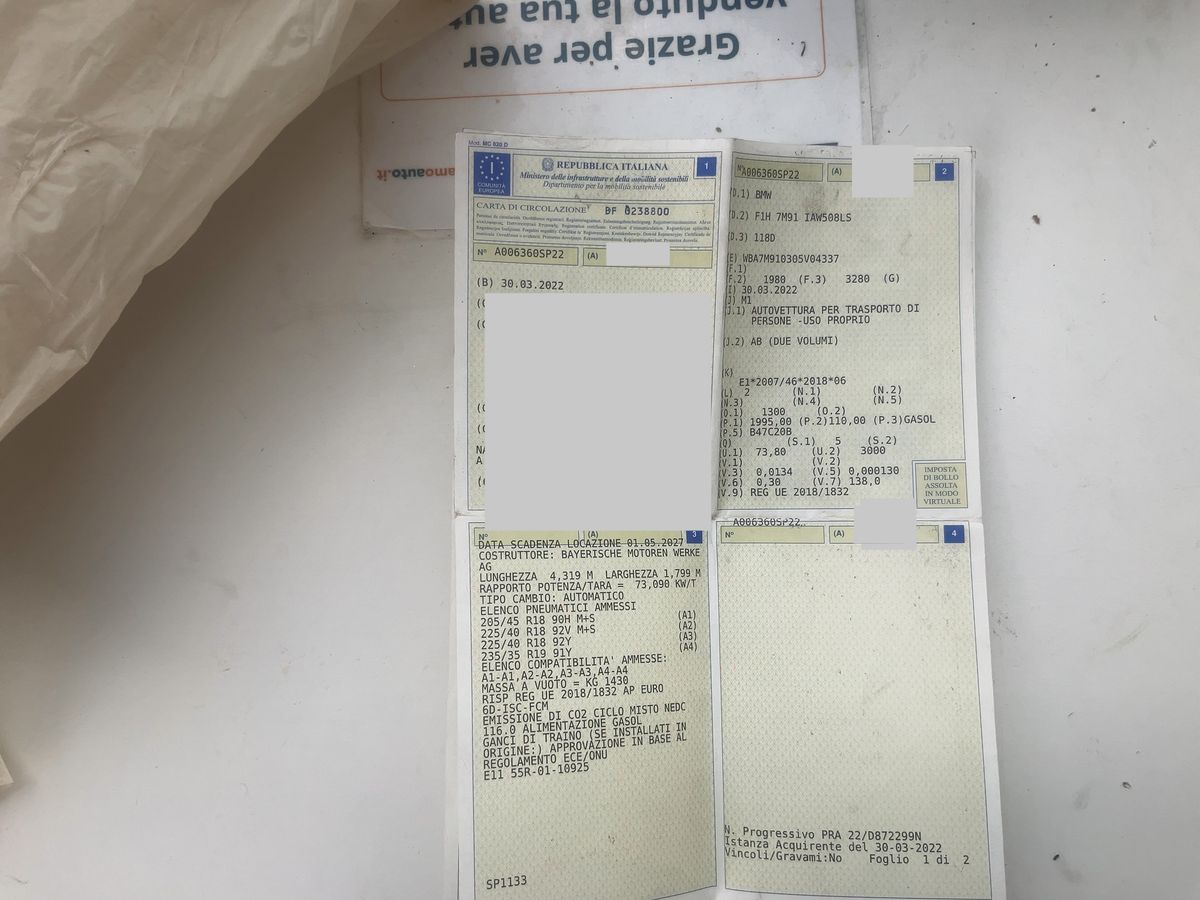 venduto la tua aut
Grazie per aver
amoauto.it
Mod. MC 820 D
COMUNITA EUROPEA
REPUBBLICA ITALIANA
1
Ministero delle infrastrutture e della mobilità sostenibili
Dipartimento per la mobilità sostenibile
CARTA DI CIRCOLAZIONE BF 0238800
N° A006360SP22 (A)
(B) 30.03.2022
(C
(C
(C
(C
NA
A
N° A006360SP22 (A) 2
(D.1) BMW
(D.2) F1H 7M91 IAW508LS
(D.3) 118D
(E) WBA7M910305V04337
(F.1)
(F.2) 1980 (F.3) 3280 (G)
(I) 30.03.2022
(J) M1
(J.1) AUTOVETTURA PER TRASPORTO DI
PERSONE -USO PROPRIO
(J.2) AB (DUE VOLUMI)
(K)
E1*2007/46*2018*06
(L) 2 (N.1) (N.2)
(N.3) (N.4) (N.5)
(O.1) 1300 (O.2)
(P.1) 1995,00 (P.2)110,00 (P.3)GASOL
(P.5) B47C20B
(Q) (S.1) 5 (S.2)
(U.1) 73,80 (U.2) 3000
(V.1) (V.2)
(V.3) 0,0134 (V.5) 0,000130
(V.6) 0,30 (V.7) 138,0
(V.9) REG UE 2018/1832
IMPOSTA
DI BOLLO
ASSOLTA
IN MODO
VIRTUALE
N° (A) 3
DATA SCADENZA LOCAZIONE 01.05.2027
COSTRUTTORE: BAYERISCHE MOTOREN WERKE
AG
LUNGHEZZA 4,319 M LARGHEZZA 1,799 M
RAPPORTO POTENZA/TARA = 73,090 KW/T
TIPO CAMBIO: AUTOMATICO
ELENCO PNEUMATICI AMMESSI
205/45 R18 90H M+S (A1)
225/40 R18 92V M+S (A2)
225/40 R18 92Y (A3)
235/35 R19 91Y (A4)
ELENCO COMPATIBILITA' AMMESSE:
A1-A1,A2-A2,A3-A3,A4-A4
MASSA A VUOTO = KG 1430
RISP REG UE 2018/1832 AP EURO
6D-ISC-FCM
EMISSIONE DI CO2 CICLO MISTO NEDC
116.0 ALIMENTAZIONE GASOL
GANCI DI TRAINO (SE INSTALLATI IN
ORIGINE:) APPROVAZIONE IN BASE AL
REGOLAMENTO ECE/ONU
E11 55R-01-10925
SP1133
A006360SP22
N° (A) 4
N. Progressivo PRA 22/D872299N
Istanza Acquirente del 30-03-2022
Vincoli/Gravami:No Foglio 1 di 2